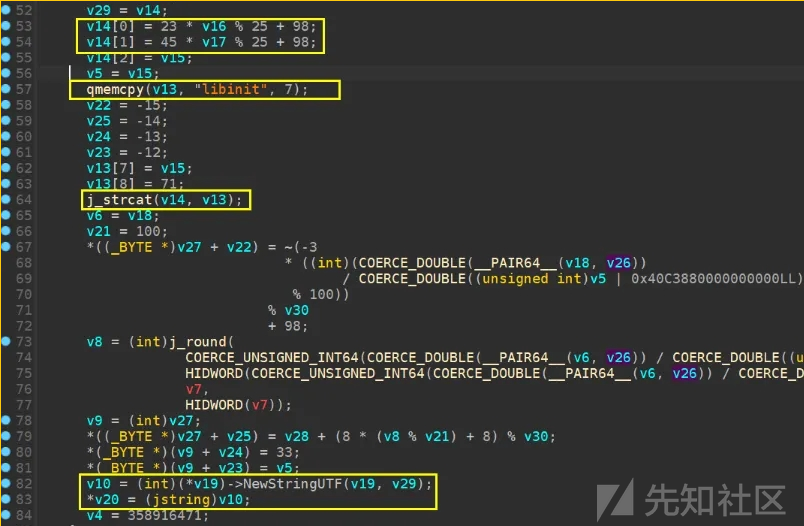 52 v29 = v14;
53 v14[0] = 23 * v16 % 25 + 98;
54 v14[1] = 45 * v17 % 25 + 98;
55 v14[2] = v15;
56 v5 = v15;
57 qmemcpy(v13, "libinit", 7);
58 v22 = -15;
59 v25 = -14;
60 v24 = -13;
61 v23 = -12;
62 v13[7] = v15;
63 v13[8] = 71;
64 j_strcat(v14, v13);
65 v6 = v18;
66 v21 = 100;
67 *((_BYTE *)v27 + v22) = ~(-3
68 * ((int)(COERCE_DOUBLE(__PAIR64__(v18, v26))
69 / COERCE_DOUBLE((unsigned int)v5 | 0x40C3880000000000LL)
70 % 100))
71 % v30
72 + 98;
73 v8 = (int)j_round(
74 COERCE_UNSIGNED_INT64(COERCE_DOUBLE(__PAIR64__(v6, v26)) / COERCE_DOUBLE((u
75 HIDWORD(COERCE_UNSIGNED_INT64(COERCE_DOUBLE(__PAIR64__(v6, v26)) / COERCE_D
76 v7,
77 HIDWORD(v7));
78 v9 = (int)v27;
79 *((_BYTE *)v27 + v25) = v28 + (8 * (v8 % v21) + 8) % v30;
80 *(_BYTE *)(v9 + v24) = 33;
81 *(_BYTE *)(v9 + v23) = v5;
82 v10 = (int)(*v19)->NewStringUTF(v19, v29);
83 *v20 = (jstring)v10;
84 v4 = 358916471;
先知社区